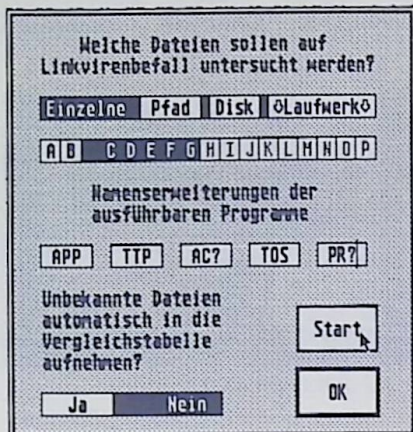 Welche Dateien sollen auf
Linkvirenbefall untersucht werden?
Einzelne Pfad Disk ⇩Laufwerk⇩
A B C D E F G H I J K L M N O P
Namenserweiterungen der
ausführbaren Programme
APP TTP AC? TOS PR?
Unbekannte Dateien
automatisch in die
Vergleichstabelle
aufnehmen?
Start
OK
Ja Nein